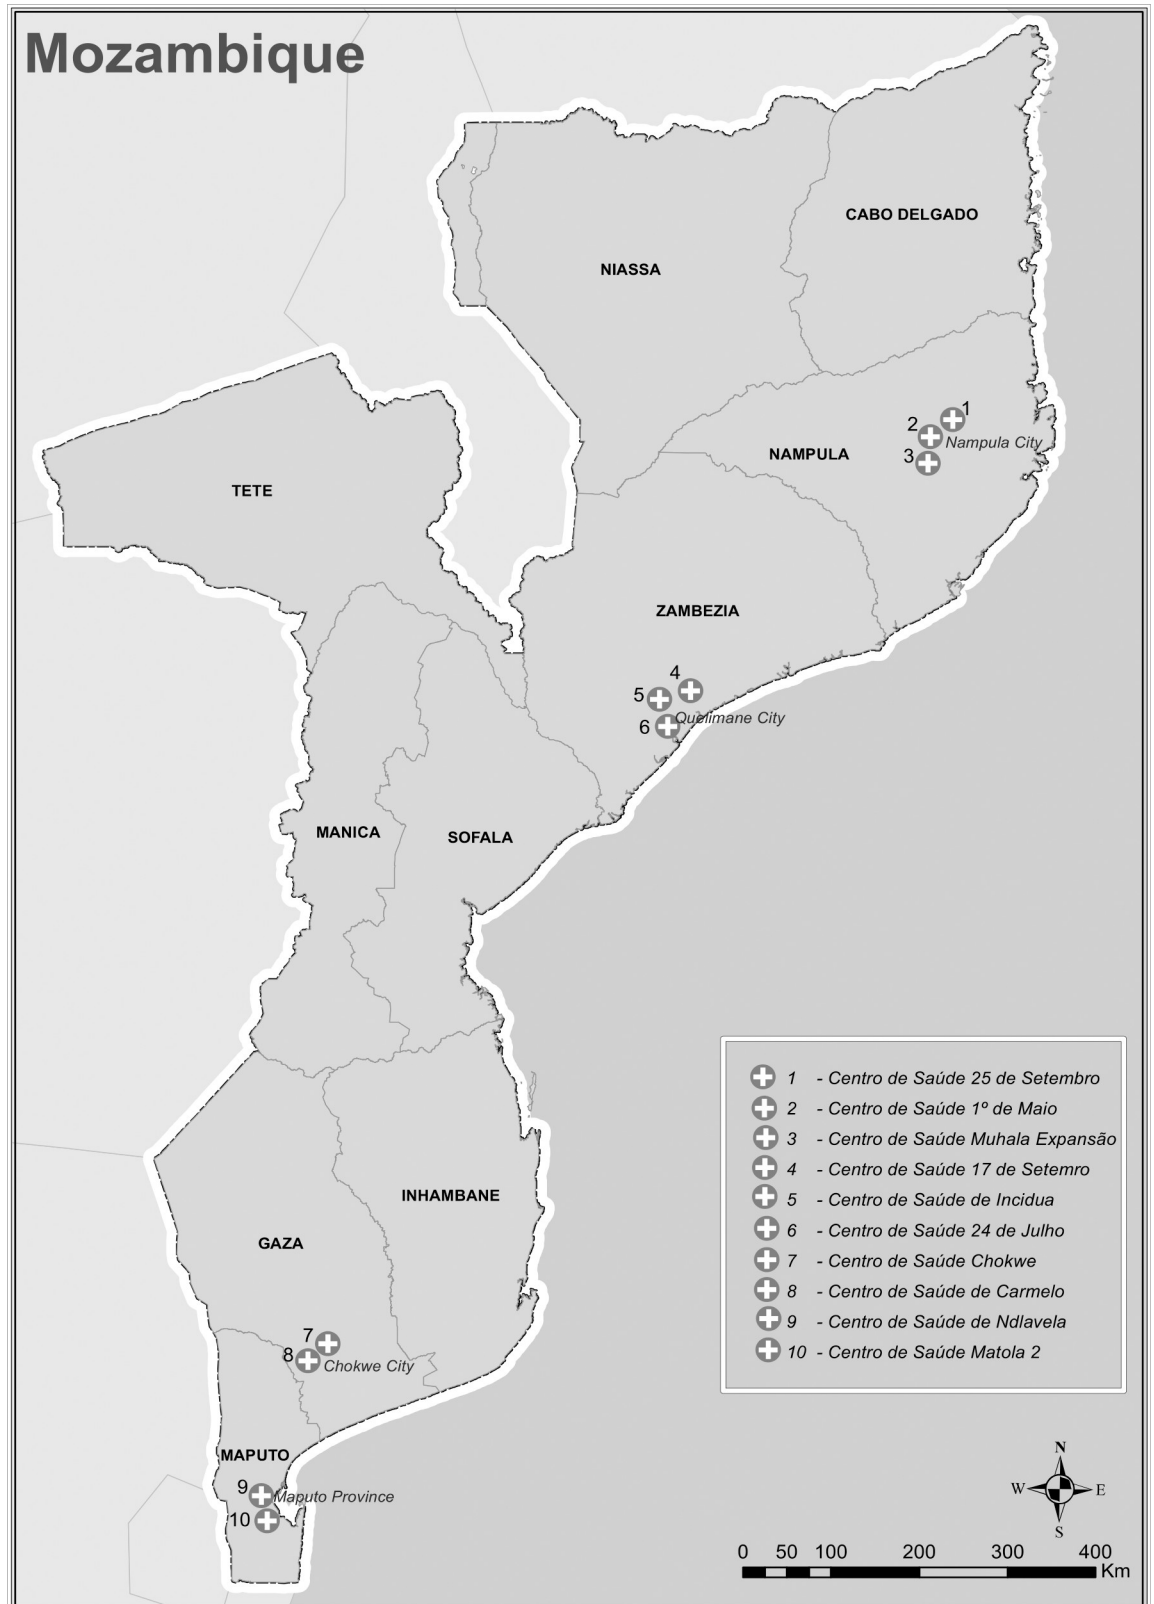 Mozambique
CABO DELGADO
NIASSA
1
2
Nampula City
NAMPULA
3
TETE
ZAMBEZIA
4
5
Quelimane City
6
MANICA
SOFALA
1 - Centro de Saúde 25 de Setembro
2 - Centro de Saúde 1º de Maio
3 - Centro de Saúde Muhala Expansão
4 - Centro de Saúde 17 de Setemro
5 - Centro de Saúde de Incidua
6 - Centro de Saúde 24 de Julho
7 - Centro de Saúde Chokwe
8 - Centro de Saúde de Carmelo
9 - Centro de Saúde de Ndlavela
10 - Centro de Saúde Matola 2
INHAMBANE
GAZA
7
8
Chokwe City
MAPUTO
9
Maputo Province
10
N
W E
S
0 50 100 200 300 400
Km